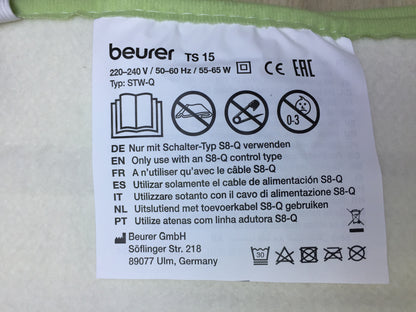 beurer TS 15
220–240 V / 50–60 Hz / 55-65 W CE EAC
Typ: STW-Q
0-3
DE Nur mit Schalter-Typ S8-Q verwenden
EN Only use with an S8-Q control type
FR A n'utiliser qu'avec le câble S8-Q
ES Utilizar solamente el cable de alimentación S8-Q
IT Utilizzare sotanto con il cavo di alimentazione S8-Q
NL Uitslutiend met toevoerkabel S8-Q gebruiken
PT Utilize atenas com linha adutora S8-Q
Beurer GmbH
Söflinger Str. 218
89077 Ulm, Germany
30